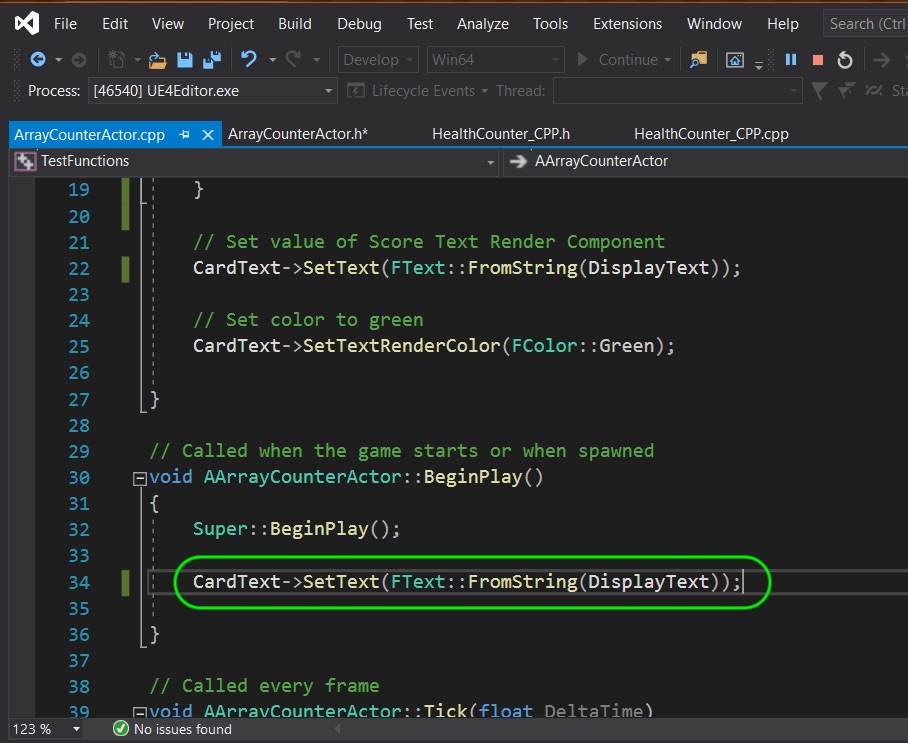 File Edit View Project Build Debug Test Analyze Tools Extensions Window Help Search (Ctrl
Develop Win64 Continue
Process: [46540] UE4Editor.exe Lifecycle Events Thread:
ArrayCounterActor.cpp ArrayCounterActor.h* HealthCounter_CPP.h HealthCounter_CPP.cpp
TestFunctions AArrayCounterActor
19 }
20
21 // Set value of Score Text Render Component
22 CardText->SetText(FText::FromString(DisplayText));
23
24 // Set color to green
25 CardText->SetTextRenderColor(FColor::Green);
26
27 }
28
29 // Called when the game starts or when spawned
30 void AArrayCounterActor::BeginPlay()
31 {
32 Super::BeginPlay();
33
34 CardText->SetText(FText::FromString(DisplayText));
35
36 }
37
38 // Called every frame
39 void AArrayCounterActor::Tick(float DeltaTime)
123 % No issues found